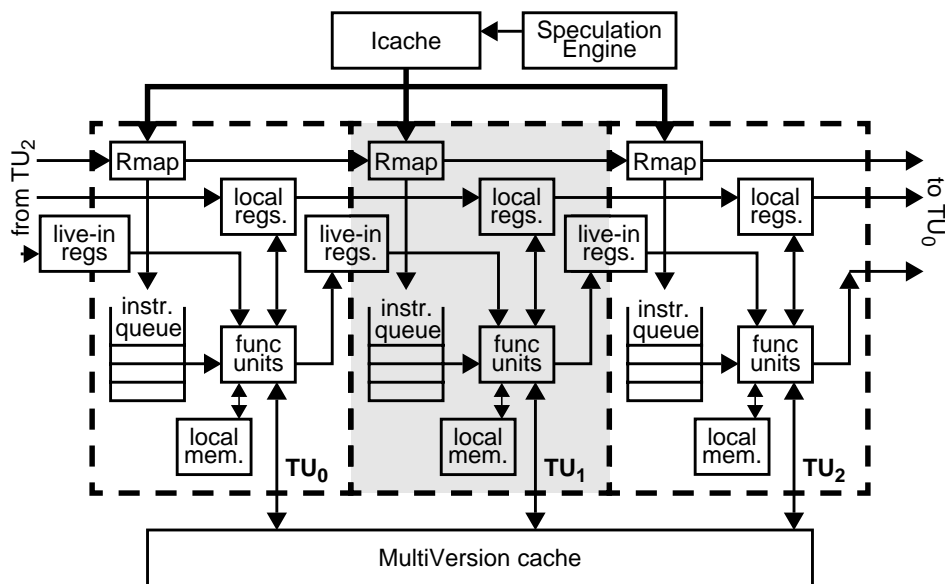 Icache
Speculation
Engine
from TU2
Rmap
Rmap
Rmap
local
regs.
local
regs.
local
regs.
to TU0
live-in
regs
live-in
regs.
live-in
regs.
instr.
queue
instr.
queue
instr.
queue
func
units
func
units
func
units
local
mem.
local
mem.
local
mem.
TU0
TU1
TU2
MultiVersion cache